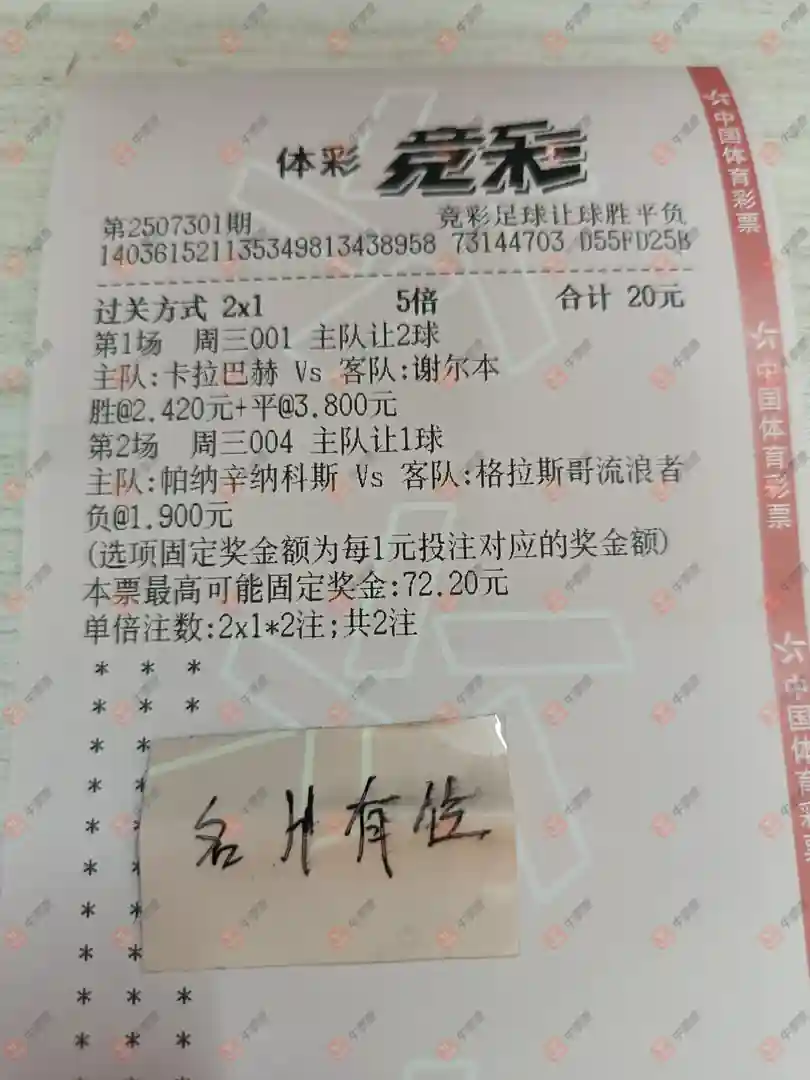 体彩 竞彩
第2507301期 竞彩足球让球胜平负
140361521135349813438958 73144703 D55FD25B
过关方式 2x1 5倍 合计 20元
第1场 周三001 主队让2球
主队:卡拉巴赫 Vs 客队:谢尔本
胜@2.420元+平@3.800元
第2场 周三004 主队让1球
主队:帕纳辛纳科斯 Vs 客队:格拉斯哥流浪者
负@1.900元
(选项固定奖金额为每1元投注对应的奖金额)
本票最高可能固定奖金:72.20元
单倍注数:2x1*2注;共2注
* * *
* * *
* *
* *
* *
* *
* *
* *
* * *
* * *
名片有位
中国体育彩票
中国体育彩票
中国体育彩票